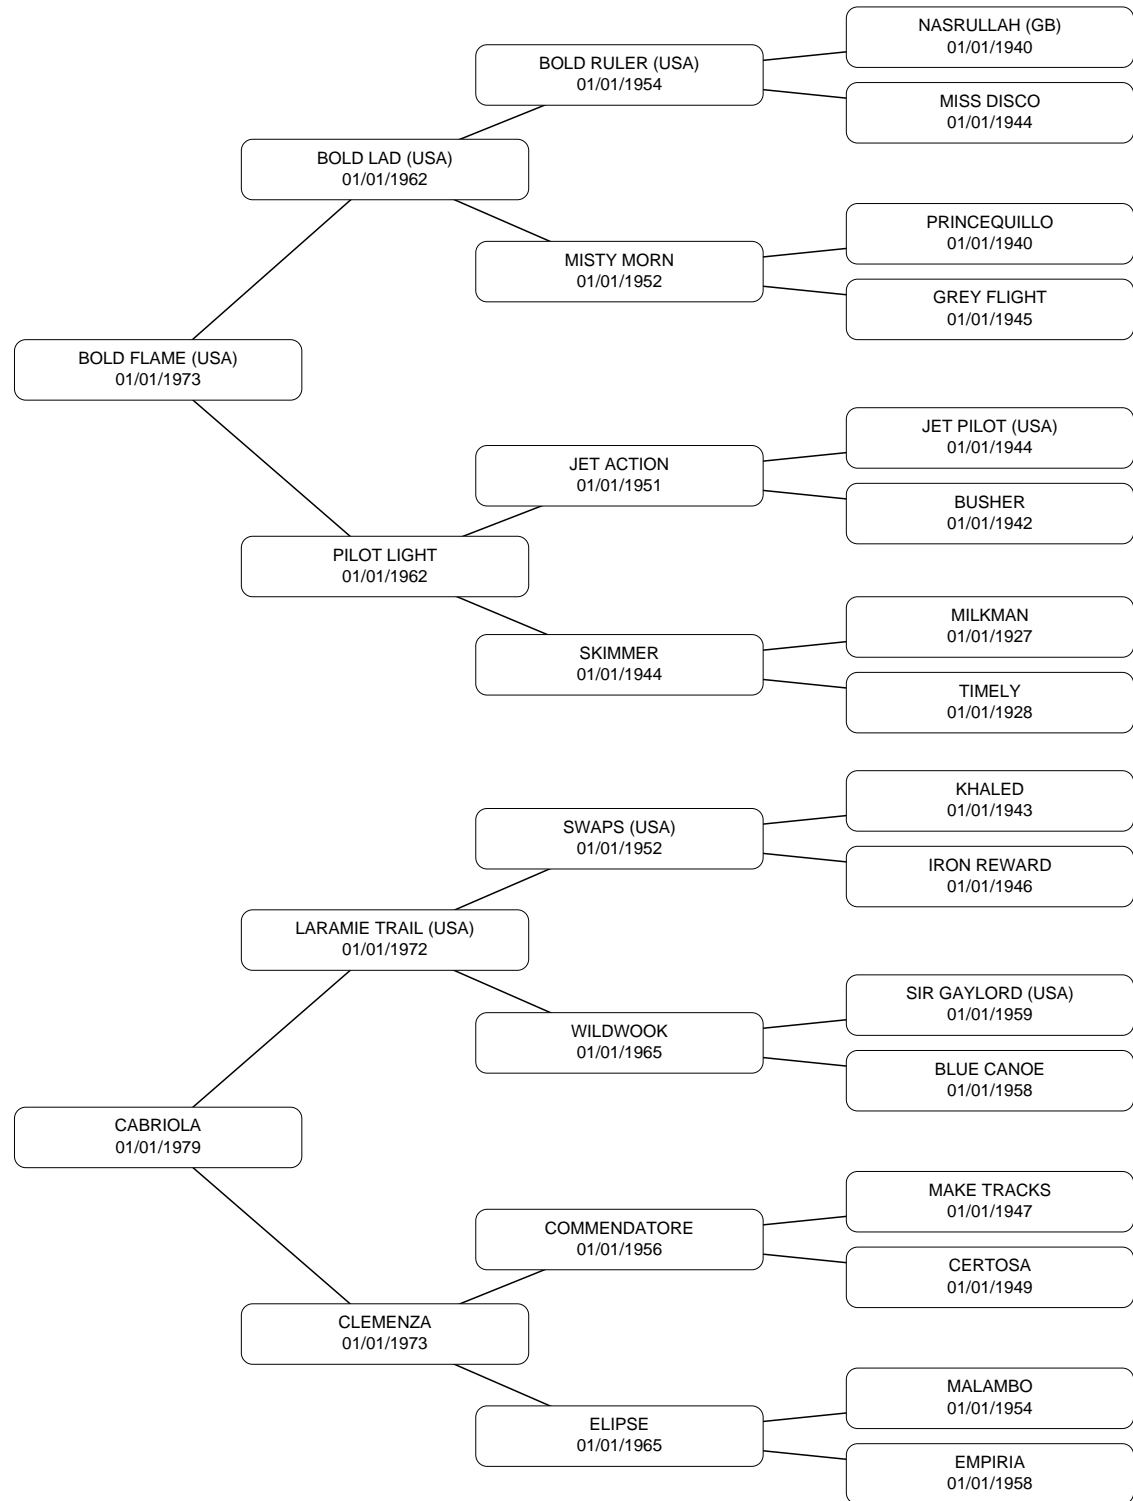 NASRULLAH (GB)
01/01/1940
BOLD RULER (USA)
01/01/1954
MISS DISCO
01/01/1944
BOLD LAD (USA)
01/01/1962
PRINCEQUILLO
01/01/1940
MISTY MORN
01/01/1952
GREY FLIGHT
01/01/1945
BOLD FLAME (USA)
01/01/1973
JET PILOT (USA)
01/01/1944
JET ACTION
01/01/1951
BUSHER
01/01/1942
PILOT LIGHT
01/01/1962
MILKMAN
01/01/1927
SKIMMER
01/01/1944
TIMELY
01/01/1928
KHALED
01/01/1943
SWAPS (USA)
01/01/1952
IRON REWARD
01/01/1946
LARAMIE TRAIL (USA)
01/01/1972
SIR GAYLORD (USA)
01/01/1959
WILDWOOK
01/01/1965
BLUE CANOE
01/01/1958
CABRIOLA
01/01/1979
MAKE TRACKS
01/01/1947
COMMENDATORE
01/01/1956
CERTOSA
01/01/1949
CLEMENZA
01/01/1973
MALAMBO
01/01/1954
ELIPSE
01/01/1965
EMPIRIA
01/01/1958